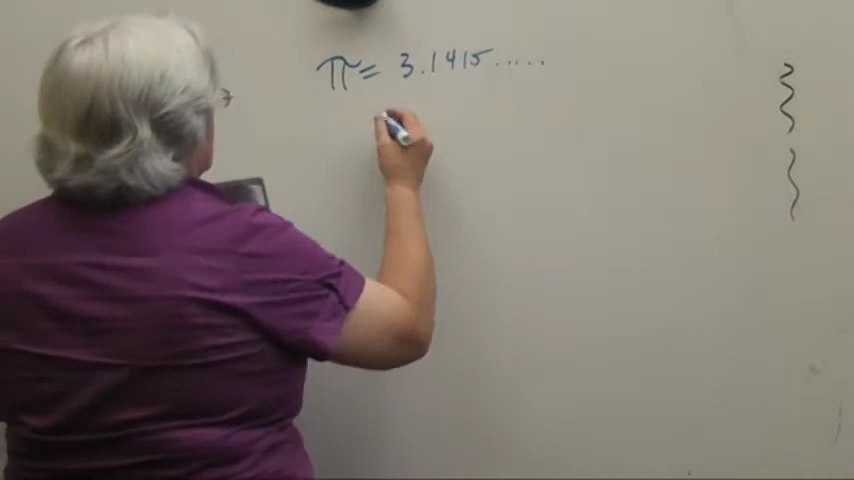 π = 3.1415.....